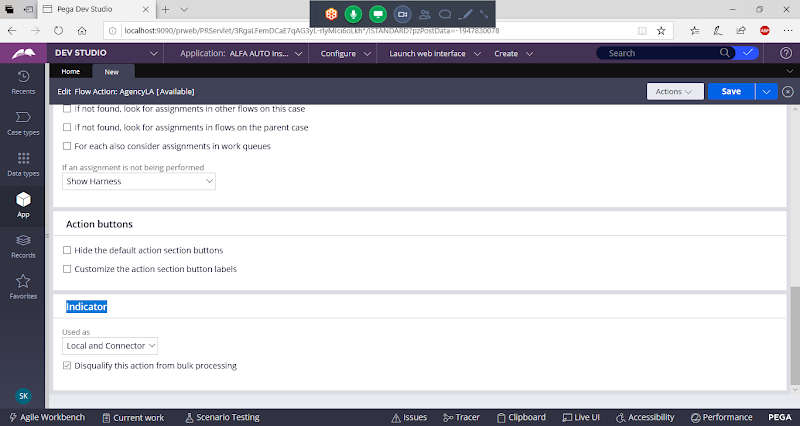 Pega Dev Studio
localhost:9090/prweb/PRServlet/
/!STANDARD?pzPostData=-1947830078
DEV STUDIO
Application: ALFA AUTO Ins...
Configure
Launch web interface
Create
Search
Home
New
Recents
Edit Flow Action: AgencyLA [Available]
Actions
Save
If not found, look for assignments in other flows on this case
Case types
If not found, look for assignments in flows on the parent case
For each also consider assignments in work queues
Data types
If an assignment is not being performed
Show Harness
App
Action buttons
Records
Hide the default action section buttons
Customize the action section button labels
Favorites
Indicator
Used as
Local and Connector
Disqualify this action from bulk processing
SK
Agile Workbench
Current work
Scenario Testing
Issues
Tracer
Clipboard
Live UI
Accessibility
Performance
PEGA